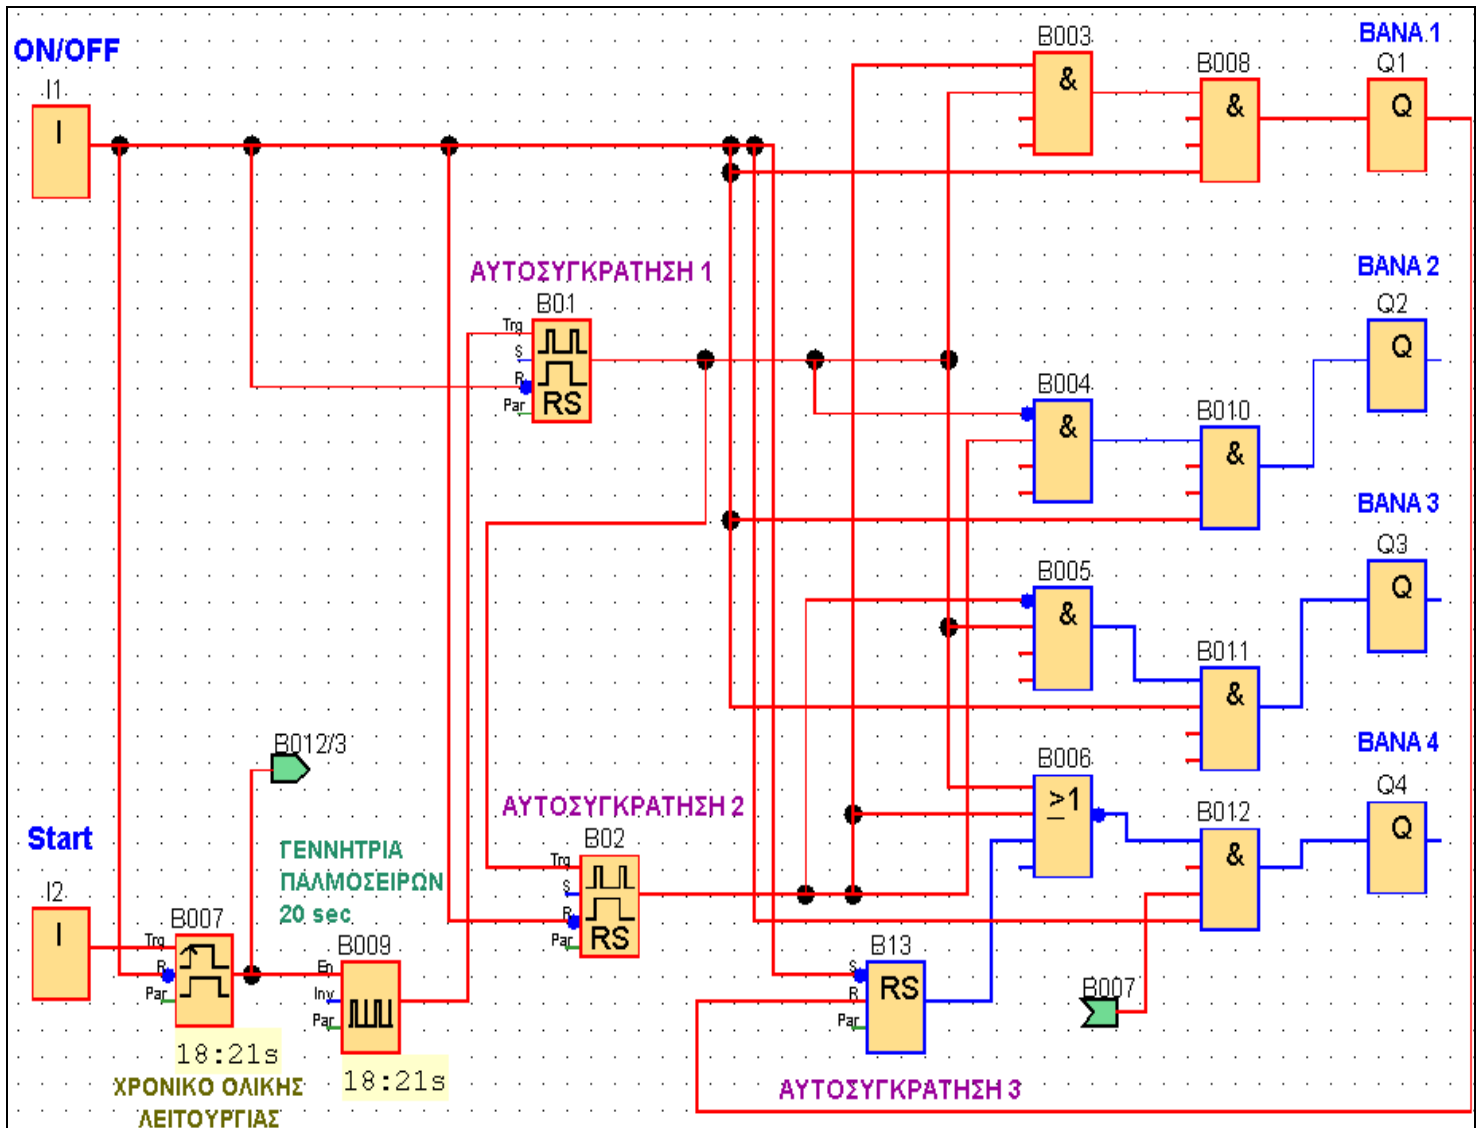 ON/OFF
I1
I
B003
&
B008
&
BANA 1
Q1
Q
ΑΥΤΟΣΥΓΚΡΑΤΗΣΗ 1
B01
Trg
S
R
Par
RS
BANA 2
Q2
Q
B004
&
B010
&
BANA 3
Q3
Q
B005
&
B011
&
BANA 4
Q4
Q
B006
≥1
B012
&
B012/3
ΑΥΤΟΣΥΓΚΡΑΤΗΣΗ 2
B02
Trg
S
R
Par
RS
Start
I2
I
B007
Trg
R
Par
18:21s
ΧΡΟΝΙΚΟ ΟΛΙΚΗΣ
ΛΕΙΤΟΥΡΓΙΑΣ
ΓΕΝΝΗΤΡΙΑ
ΠΑΛΜΟΣΕΙΡΩΝ
20 sec
B009
En
Inv
Par
18:21s
B13
S
R
Par
RS
B007
ΑΥΤΟΣΥΓΚΡΑΤΗΣΗ 3